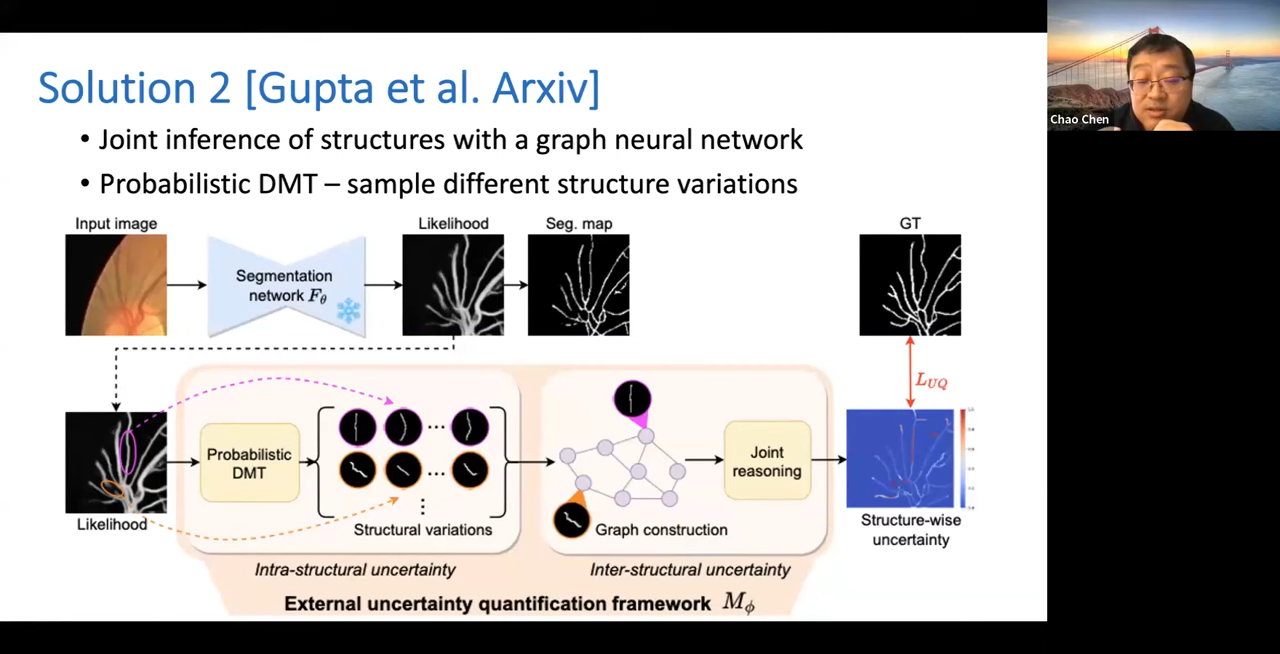 Solution 2 [Gupta et al. Arxiv]
• Joint inference of structures with a graph neural network
• Probabilistic DMT – sample different structure variations
Input image
Likelihood
Seg. map
GT
Segmentation
network Fθ
L_UQ
Probabilistic
DMT
...
...
⋮
Structural variations
Graph construction
Joint
reasoning
Likelihood
Structure-wise
uncertainty
Intra-structural uncertainty
Inter-structural uncertainty
External uncertainty quantification framework Mϕ
Chao Chen